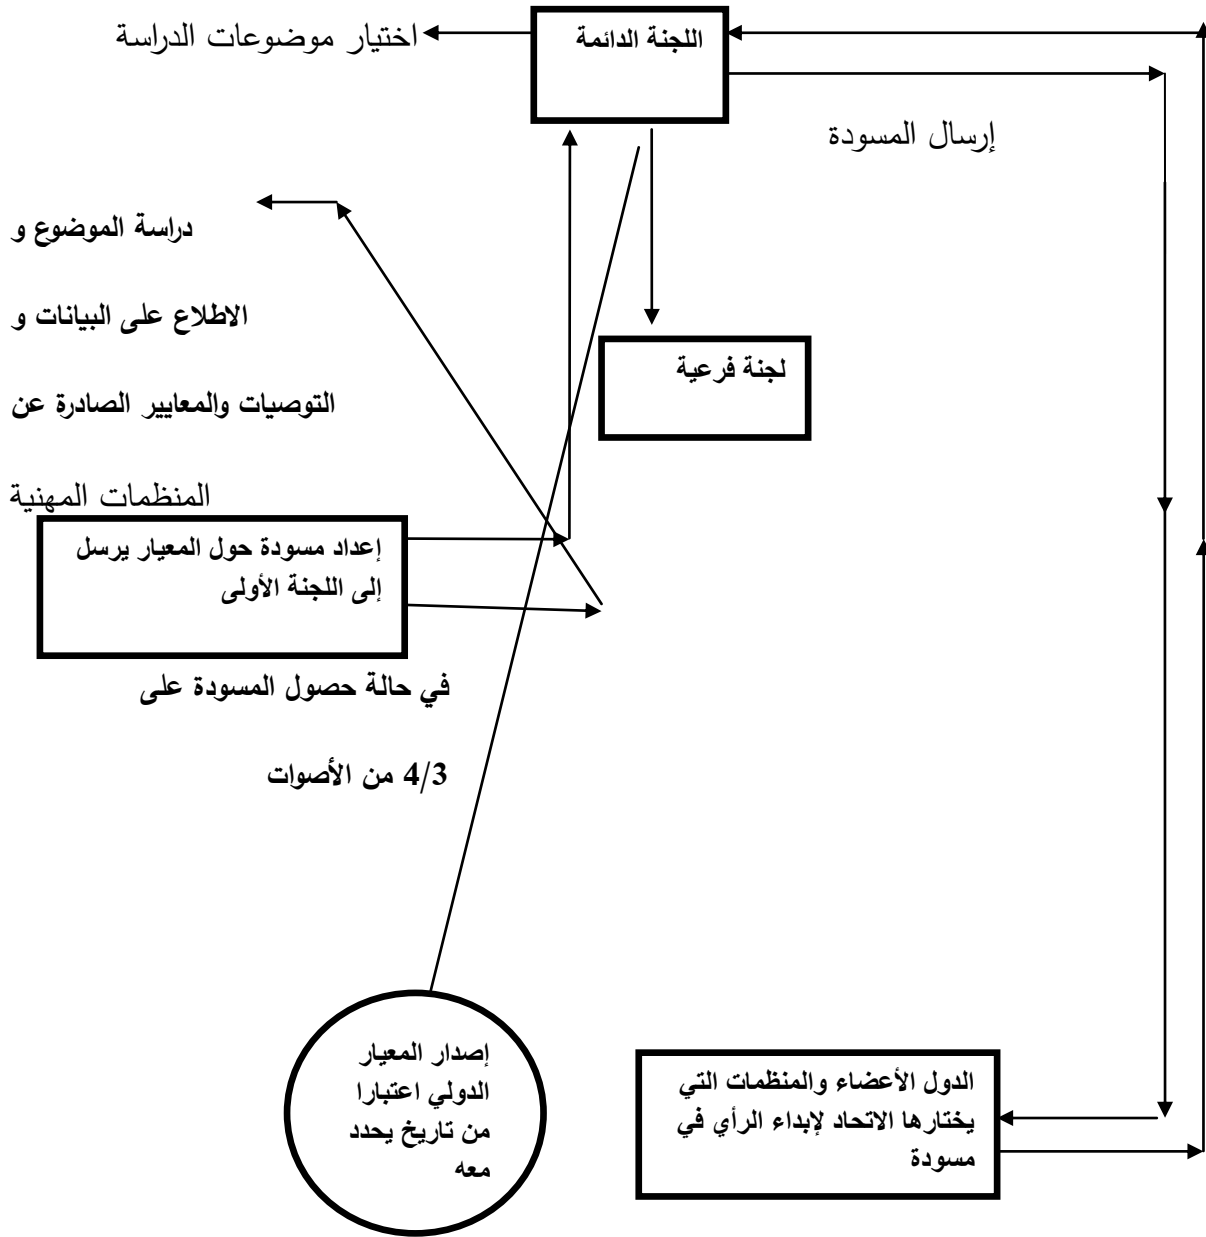 اللجنة الدائمة
اختيار موضوعات الدراسة
إرسال المسودة
دراسة الموضوع و
الاطلاع على البيانات و
التوصيات والمعايير الصادرة عن
المنظمات المهنية
لجنة فرعية
إعداد مسودة حول المعيار يرسل
إلى اللجنة الأولى
في حالة حصول المسودة على
4/3 من الأصوات
إصدار المعيار
الدولي اعتبارا
من تاريخ يحدد
معه
الدول الأعضاء والمنظمات التي
يختارها الاتحاد لإبداء الرأي في
مسودة